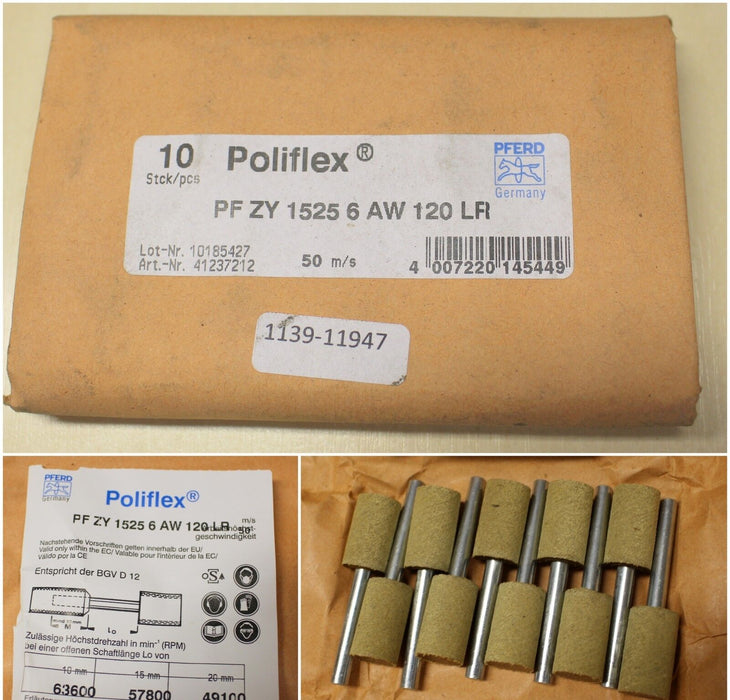 10 Poliflex®
Stck/pcs
PFERD
Germany
PF ZY 1525 6 AW 120 LR
Lot-Nr. 10185427
Art.-Nr. 41237212
50 m/s
4 007220 145449
1139-11947
PFERD
Germany
Poliflex®
PF ZY 1525 6 AW 120 LR
m/s
50
geschwindigkeit
Nachstehende Vorschriften gelten innerhalb der EU/
Valid only within the EC/ Valable pour l'intérieur de la EC/
válido por la CE
Entspricht der BGV D 12
oSa
M
Lo
Zulässige Höchstdrehzahl in min⁻¹ (RPM)
bei einer offenen Schaftlänge Lo von
10 mm 15 mm 20 mm
63600 57800 49100